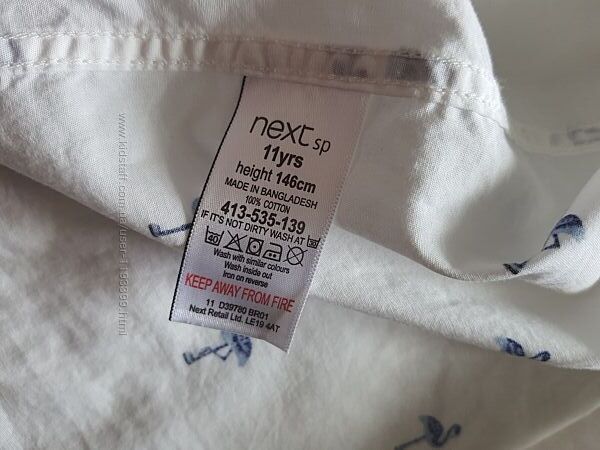 next sp
11yrs
height 146cm
MADE IN BANGLADESH
100% COTTON
413-535-139
IF IT'S NOT DIRTY WASH AT 30
40
Wash with similar colours
Wash inside out
Iron on reverse
KEEP AWAY FROM FIRE
11 D39780 BR01
Next Retail Ltd. LE19 4AT